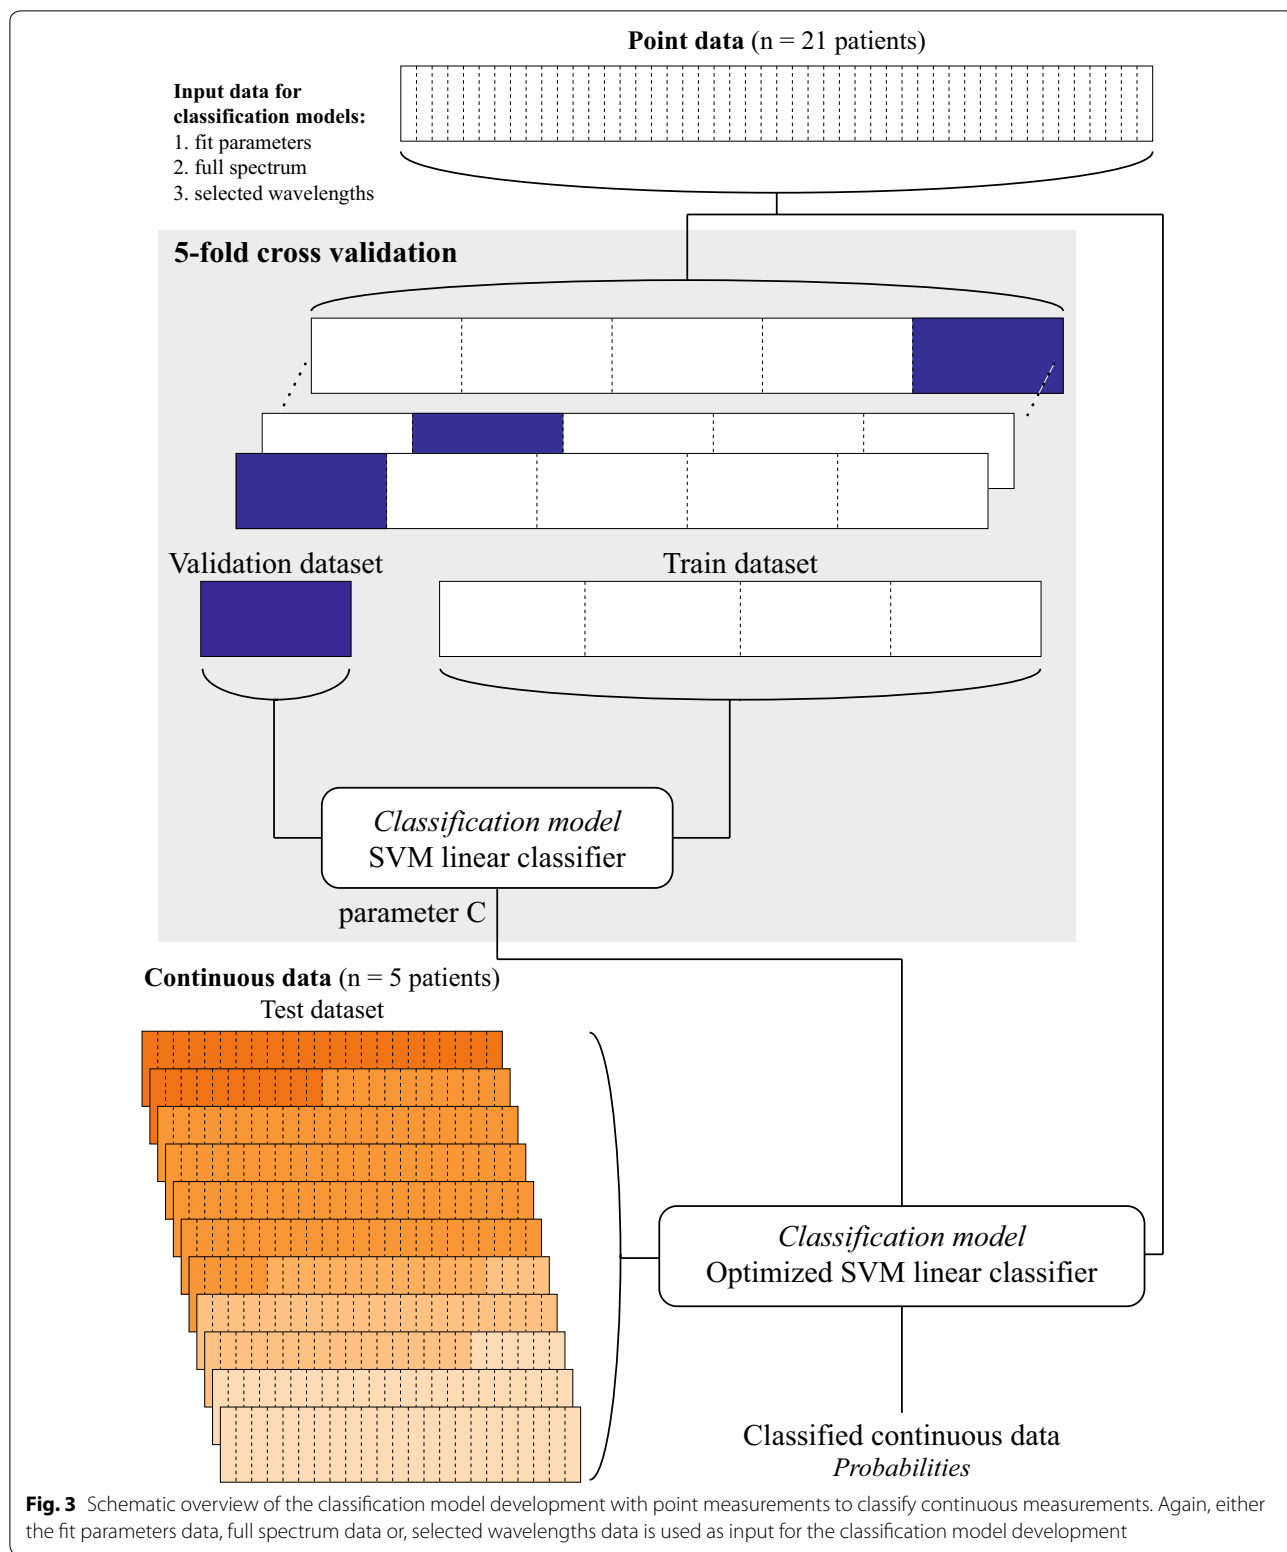 Point data (n = 21 patients)
Input data for
classification models:
1. fit parameters
2. full spectrum
3. selected wavelengths
5-fold cross validation
Validation dataset
Train dataset
Classification model
SVM linear classifier
parameter C
Continuous data (n = 5 patients)
Test dataset
Classification model
Optimized SVM linear classifier
Classified continuous data
Probabilities
Fig. 3 Schematic overview of the classification model development with point measurements to classify continuous measurements. Again, either
the fit parameters data, full spectrum data or, selected wavelengths data is used as input for the classification model development